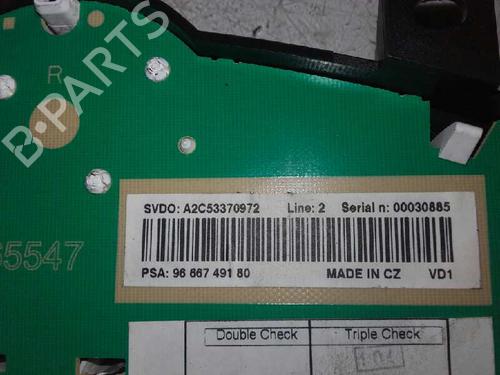 B-PARTS
R
SVDO: A2C53370972 Line: 2 Serial n: 00030885
PSA: 96 667 491 80 MADE IN CZ VD1
5547
Double Check Triple Check